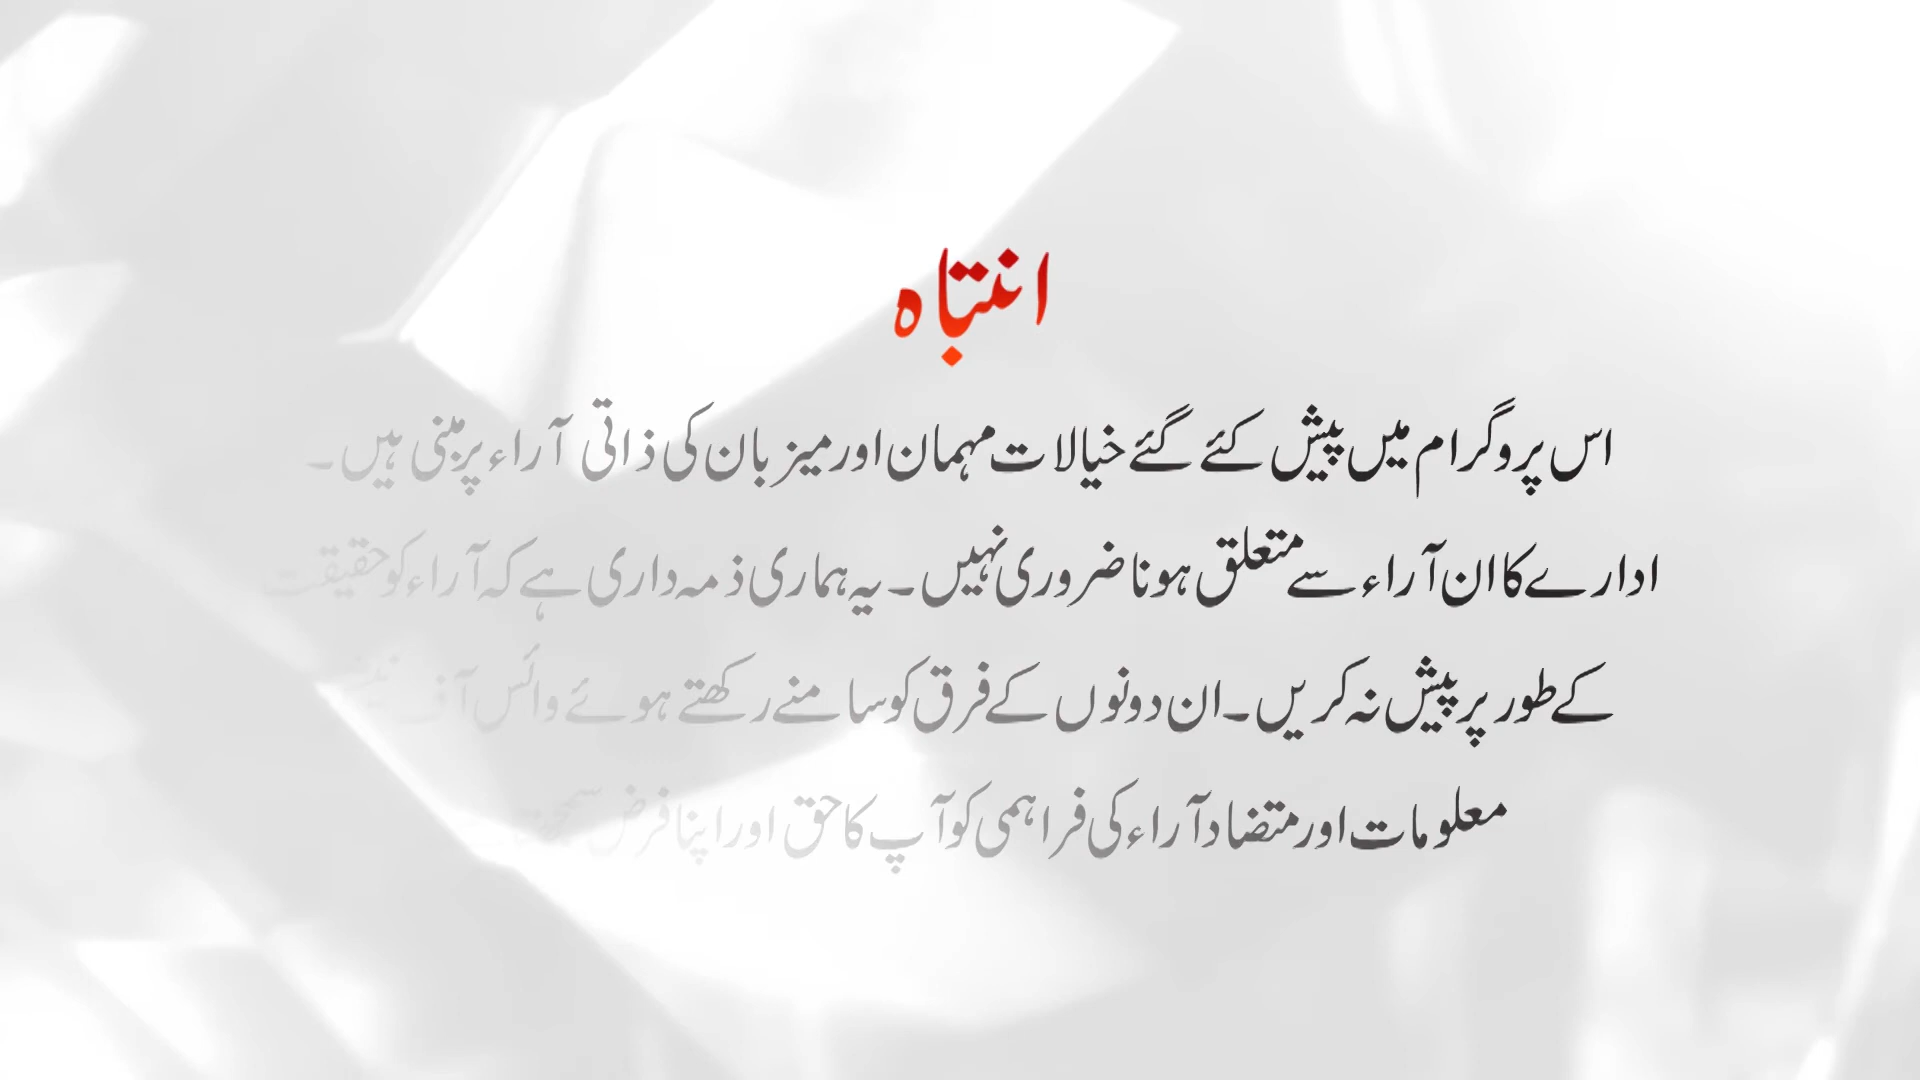 انتباہ
اس پروگرام میں پیش کئے گئے خیالات مہمان اور میزبان کی ذاتی آراء پر مبنی ہیں۔
ادارے کا ان آراء سے متعلق ہونا ضروری نہیں۔ یہ ہماری ذمہ داری ہے کہ آراء کو حقیقت
کے طور پر پیش نہ کریں۔ ان دونوں کے فرق کو سامنے رکھتے ہوئے وائس آف
معلومات اور متضاد آراء کی فراہمی کو آپ کا حق اور اپنا فرض سمجھتا